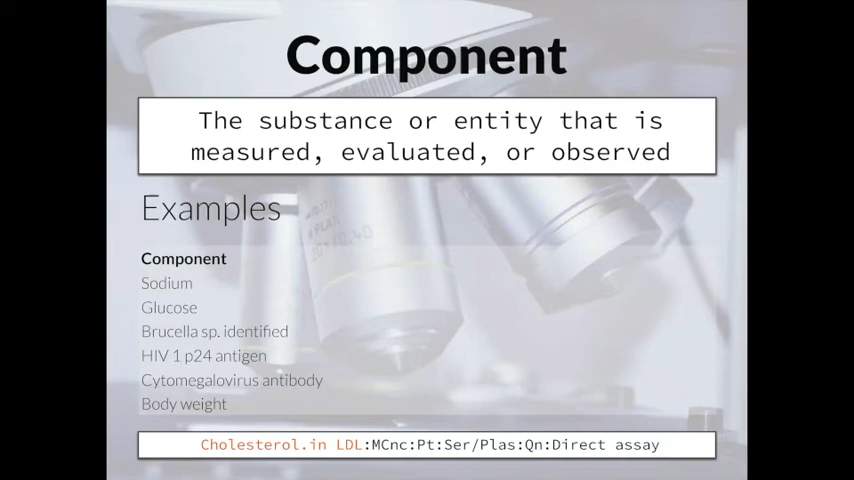 Component
The substance or entity that is
measured, evaluated, or observed
Examples
Component
Sodium
Glucose
Brucella sp. identified
HIV 1 p24 antigen
Cytomegalovirus antibody
Body weight
Cholesterol.in LDL:MCnc:Pt:Ser/Plas:Qn:Direct assay